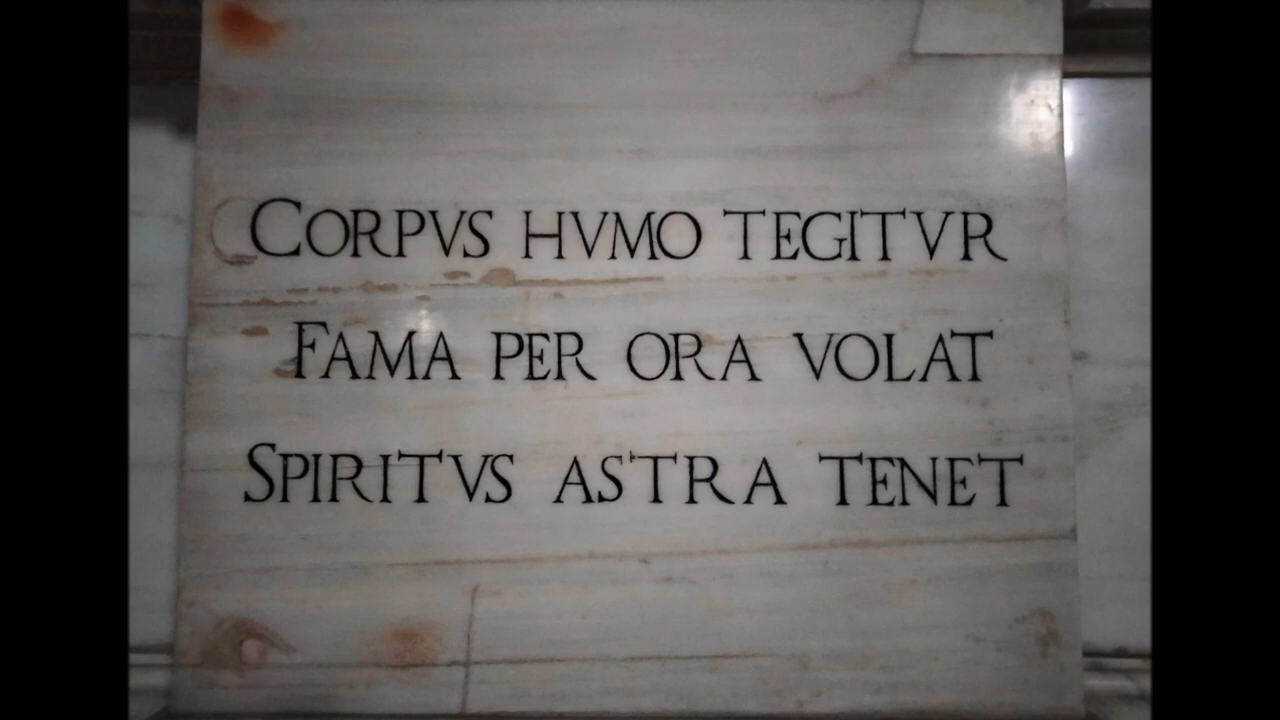 CORPVS HVMO TEGITVR
FAMA PER ORA VOLAT
SPIRITVS ASTRA TENET